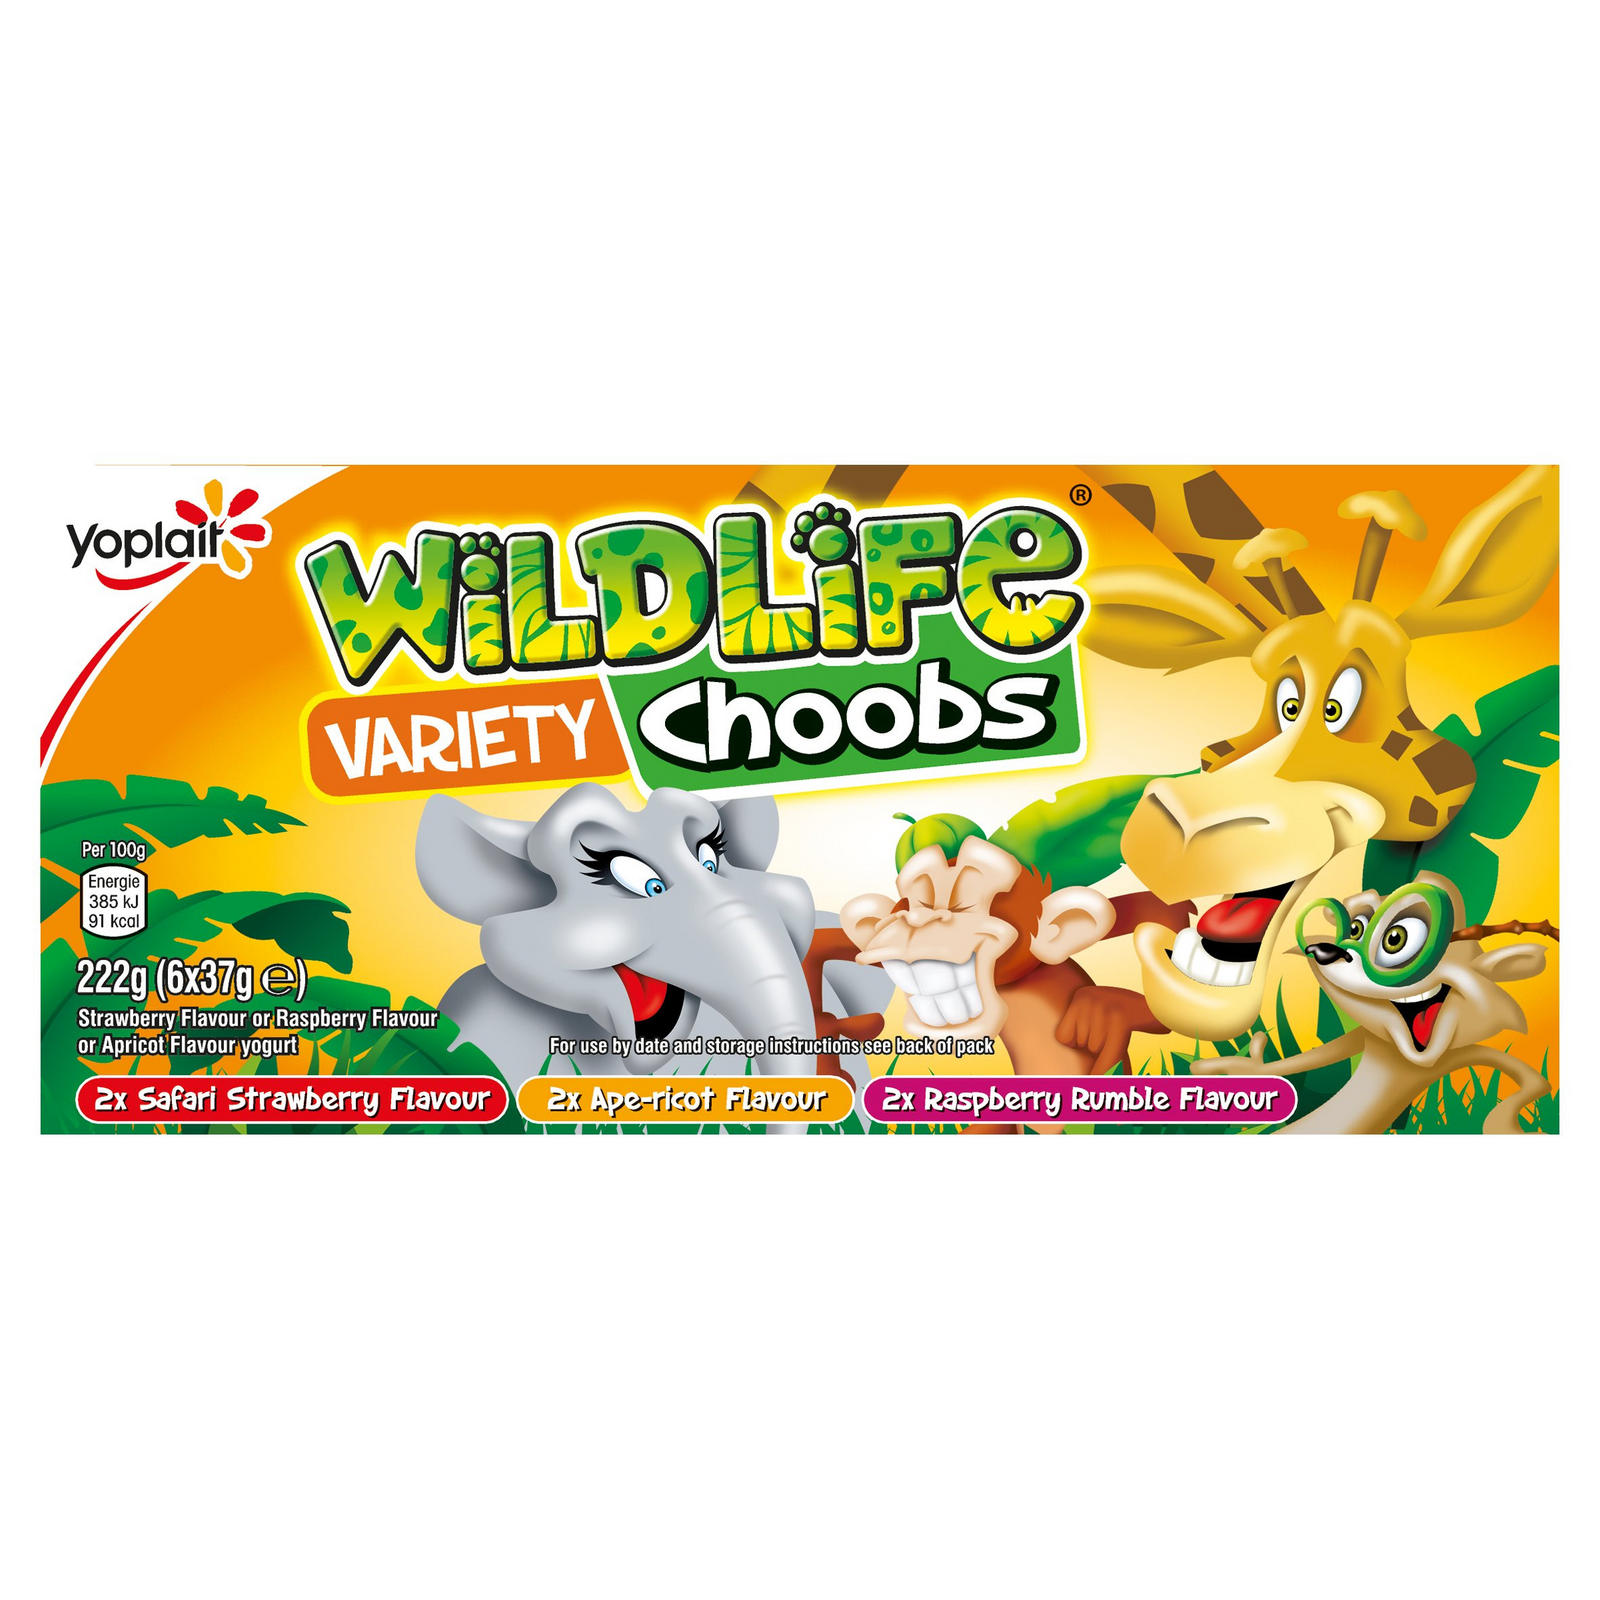 yoplait
WiLDLiFe ®
VARIETY Choobs
Per 100g
Energie
385 kJ
91 kcal
222g (6x37g e)
Strawberry Flavour or Raspberry Flavour
or Apricot Flavour yogurt
For use by date and storage instructions see back of pack
2x Safari Strawberry Flavour
2x Ape-ricot Flavour
2x Raspberry Rumble Flavour